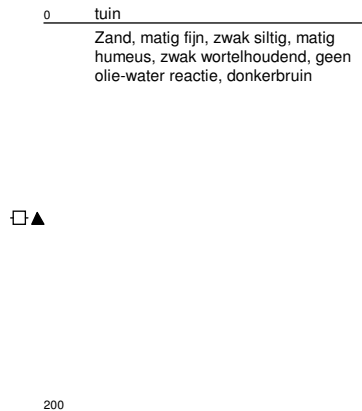 0 tuin
Zand, matig fijn, zwak siltig, matig
humeus, zwak wortelhoudend, geen
olie-water reactie, donkerbruin
200